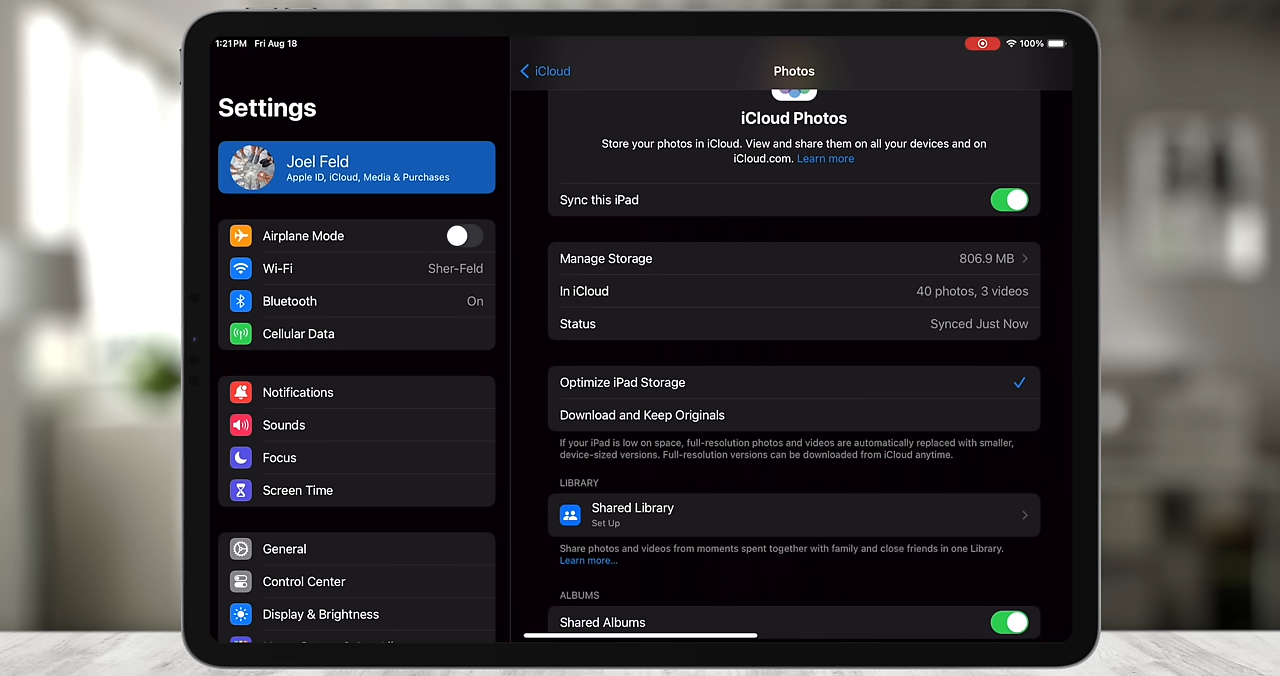 1:21 PM Fri Aug 18
100%
Settings
Joel Feld
Apple ID, iCloud, Media & Purchases
Airplane Mode
Wi-Fi Sher-Feld
Bluetooth On
Cellular Data
Notifications
Sounds
Focus
Screen Time
General
Control Center
Display & Brightness
iCloud
Photos
iCloud Photos
Store your photos in iCloud. View and share them on all your devices and on
iCloud.com. Learn more
Sync this iPad
Manage Storage 806.9 MB
In iCloud 40 photos, 3 videos
Status Synced Just Now
Optimize iPad Storage
Download and Keep Originals
If your iPad is low on space, full-resolution photos and videos are automatically replaced with smaller,
device-sized versions. Full-resolution versions can be downloaded from iCloud anytime.
LIBRARY
Shared Library
Set Up
Share photos and videos from moments spent together with family and close friends in one Library.
Learn more...
ALBUMS
Shared Albums